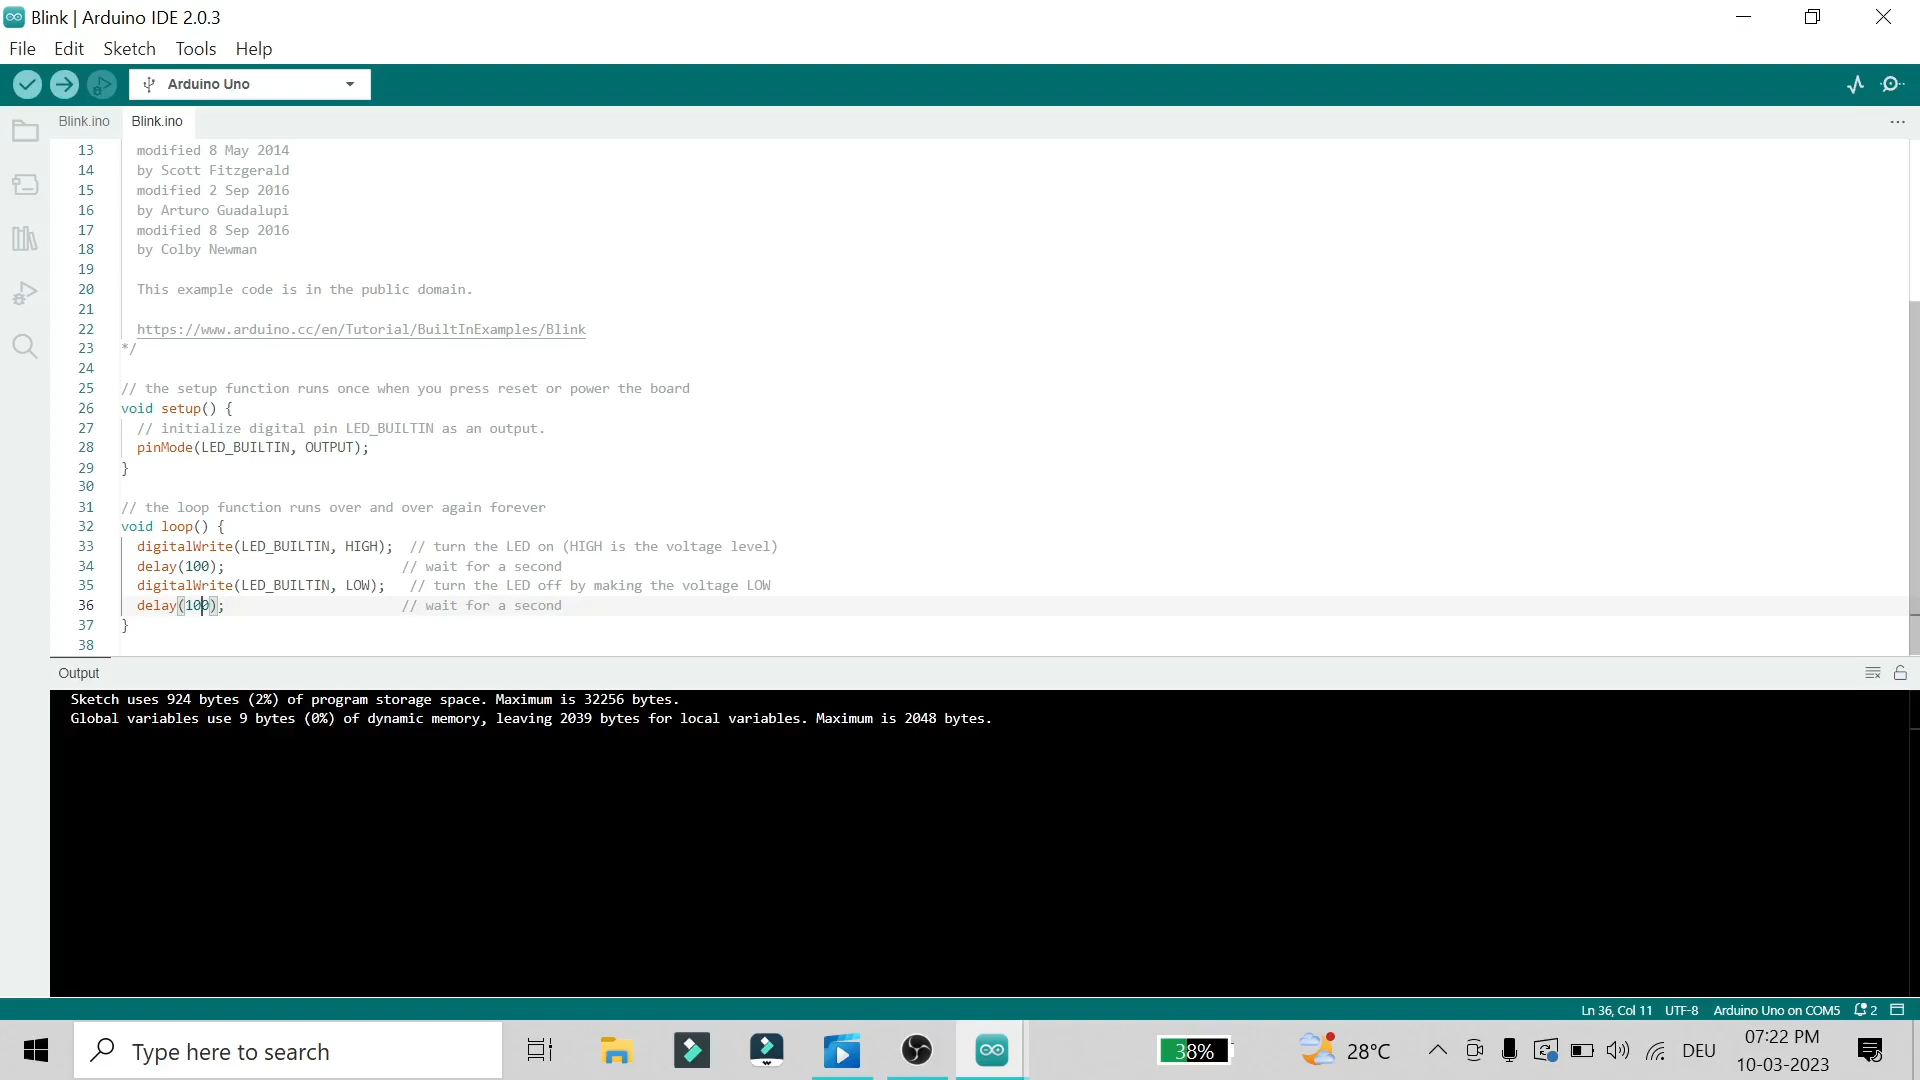 Blink | Arduino IDE 2.0.3
File Edit Sketch Tools Help
Arduino Uno
Blink.ino Blink.ino
13 modified 8 May 2014
14 by Scott Fitzgerald
15 modified 2 Sep 2016
16 by Arturo Guadalupi
17 modified 8 Sep 2016
18 by Colby Newman
19
20 This example code is in the public domain.
21
22 https://www.arduino.cc/en/Tutorial/BuiltInExamples/Blink
23 */
24
25 // the setup function runs once when you press reset or power the board
26 void setup() {
27 // initialize digital pin LED_BUILTIN as an output.
28 pinMode(LED_BUILTIN, OUTPUT);
29 }
30
31 // the loop function runs over and over again forever
32 void loop() {
33 digitalWrite(LED_BUILTIN, HIGH); // turn the LED on (HIGH is the voltage level)
34 delay(100); // wait for a second
35 digitalWrite(LED_BUILTIN, LOW); // turn the LED off by making the voltage LOW
36 delay(100); // wait for a second
37 }
38
Output
Sketch uses 924 bytes (2%) of program storage space. Maximum is 32256 bytes.
Global variables use 9 bytes (0%) of dynamic memory, leaving 2039 bytes for local variables. Maximum is 2048 bytes.
Ln 36, Col 11 UTF-8 Arduino Uno on COM5 2
Type here to search 38% 28°C DEU 07:22 PM
10-03-2023